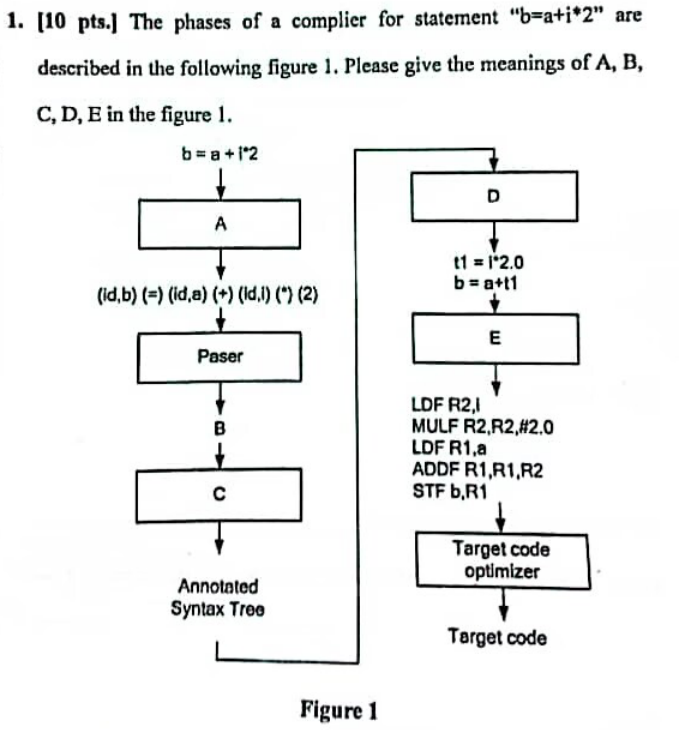 1. [10 pts.] The phases of a complier for statement "b=a+i*2" are
described in the following figure 1. Please give the meanings of A, B,
C, D, E in the figure 1.
b = a + i*2
A
(id,b) (=) (id,a) (+) (id,i) (*) (2)
Paser
B
C
Annotated
Syntax Tree
D
t1 = i*2.0
b = a+t1
E
LDF R2,i
MULF R2,R2,#2.0
LDF R1,a
ADDF R1,R1,R2
STF b,R1
Target code
optimizer
Target code
Figure 1